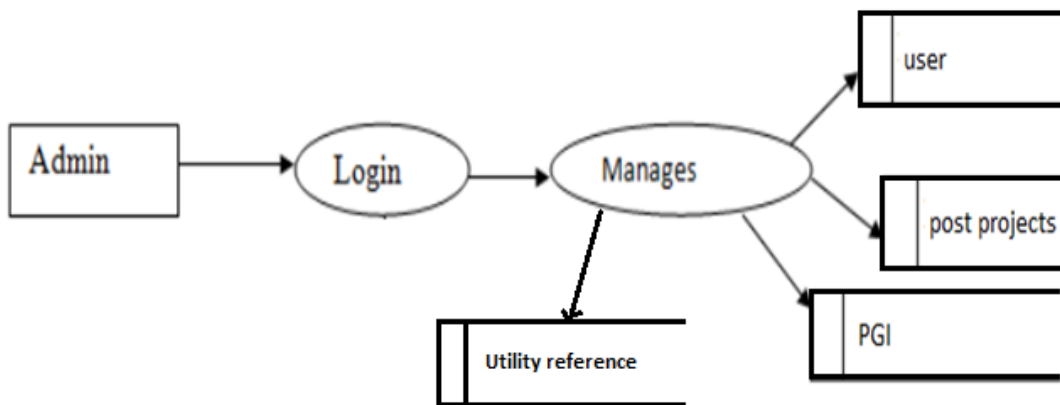 user
Admin
Login
Manages
post projects
PGI
Utility reference